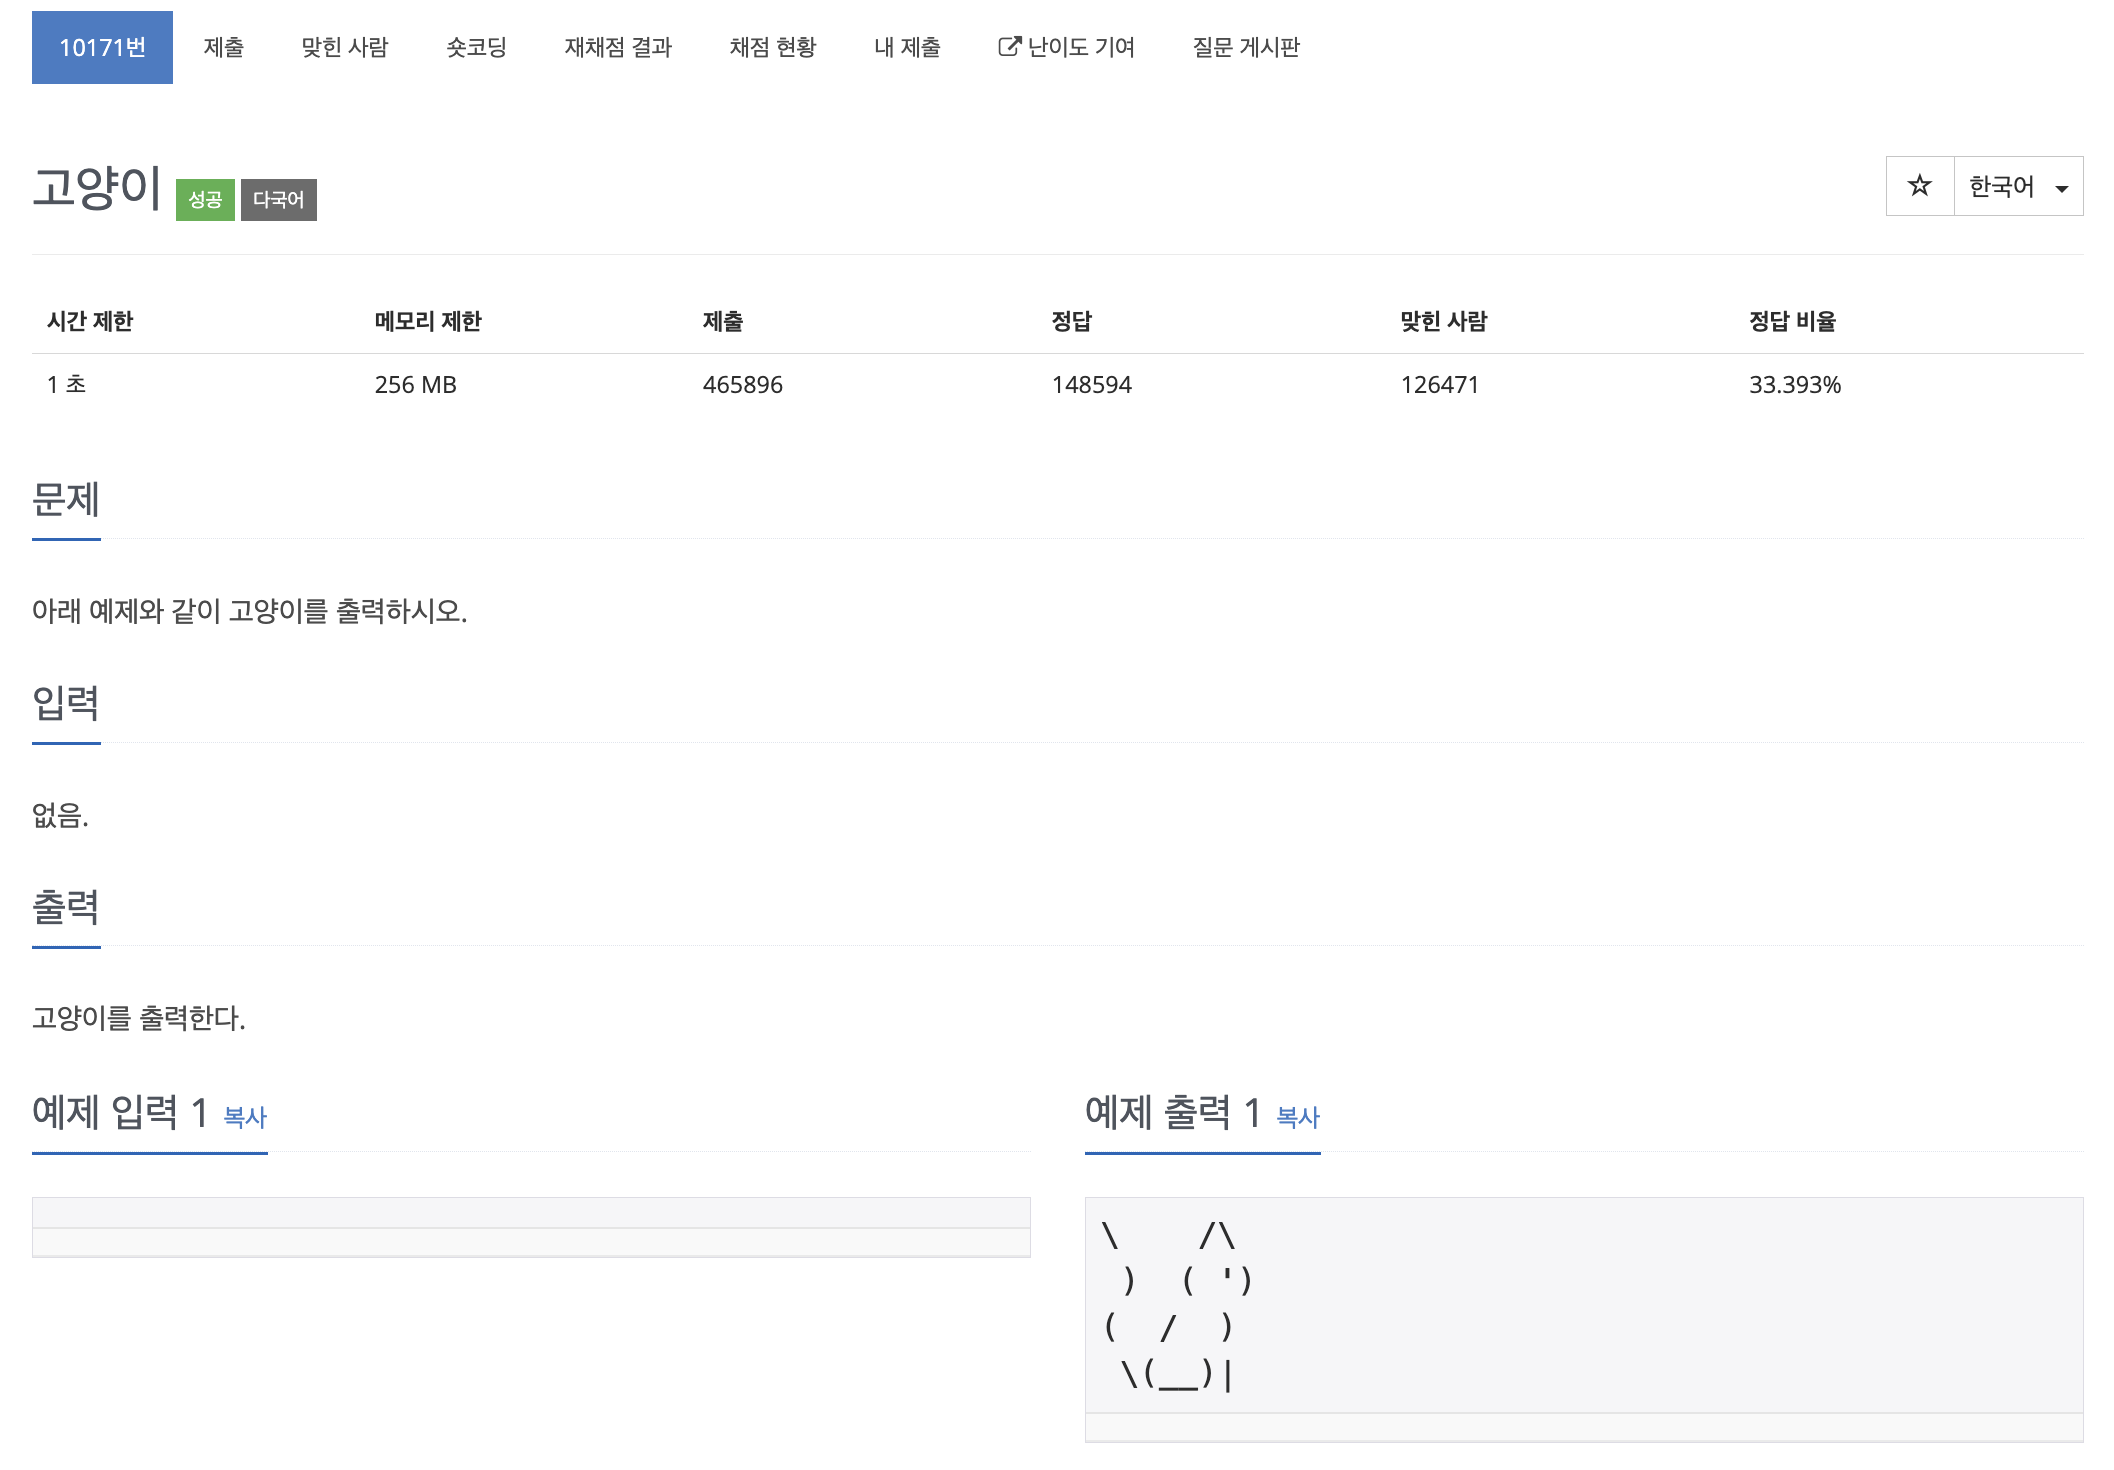 10171번 제출 맞힌 사람 숏코딩 재채점 결과 채점 현황 내 제출 난이도 기여 질문 게시판
고양이 성공 다국어
☆ 한국어
시간 제한 메모리 제한 제출 정답 맞힌 사람 정답 비율
1 초 256 MB 465896 148594 126471 33.393%
문제
아래 예제와 같이 고양이를 출력하시오.
입력
없음.
출력
고양이를 출력한다.
예제 입력 1 복사
예제 출력 1 복사
\    /\
 )  ( ')
(  /  )
 \(__)|